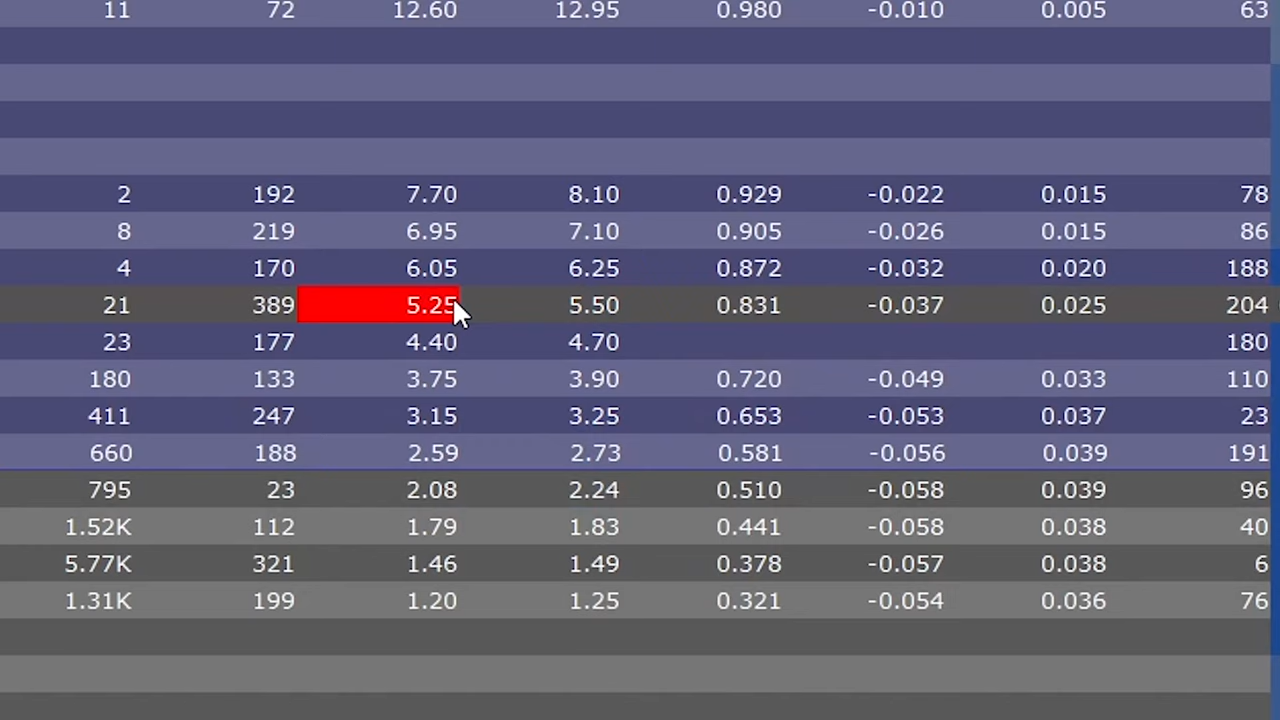 11 72 12.60 12.95 0.980 -0.010 0.005 63
2 192 7.70 8.10 0.929 -0.022 0.015 78
8 219 6.95 7.10 0.905 -0.026 0.015 86
4 170 6.05 6.25 0.872 -0.032 0.020 188
21 389 5.25 5.50 0.831 -0.037 0.025 204
23 177 4.40 4.70 180
180 133 3.75 3.90 0.720 -0.049 0.033 110
411 247 3.15 3.25 0.653 -0.053 0.037 23
660 188 2.59 2.73 0.581 -0.056 0.039 191
795 23 2.08 2.24 0.510 -0.058 0.039 96
1.52K 112 1.79 1.83 0.441 -0.058 0.038 40
5.77K 321 1.46 1.49 0.378 -0.057 0.038 6
1.31K 199 1.20 1.25 0.321 -0.054 0.036 76